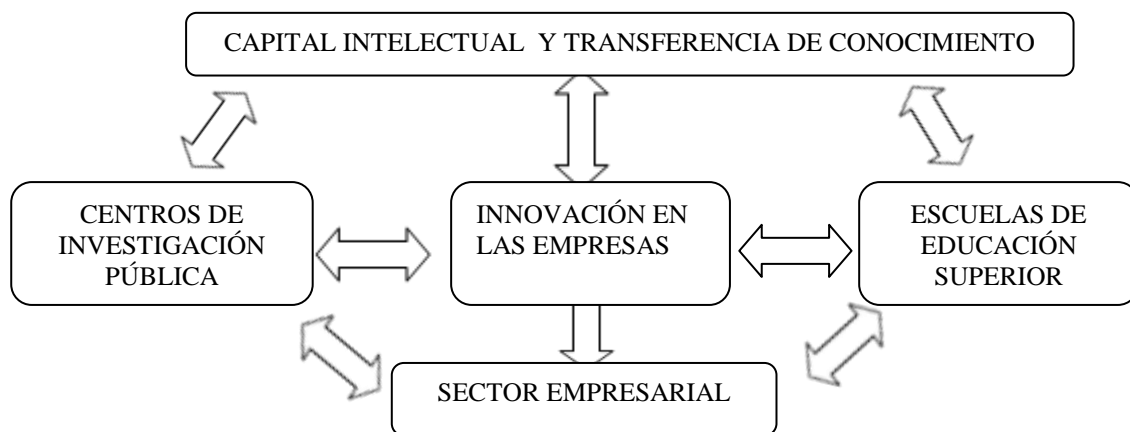 CAPITAL INTELECTUAL Y TRANSFERENCIA DE CONOCIMIENTO
CENTROS DE
INVESTIGACIÓN
PÚBLICA
INNOVACIÓN EN
LAS EMPRESAS
ESCUELAS DE
EDUCACIÓN
SUPERIOR
SECTOR EMPRESARIAL